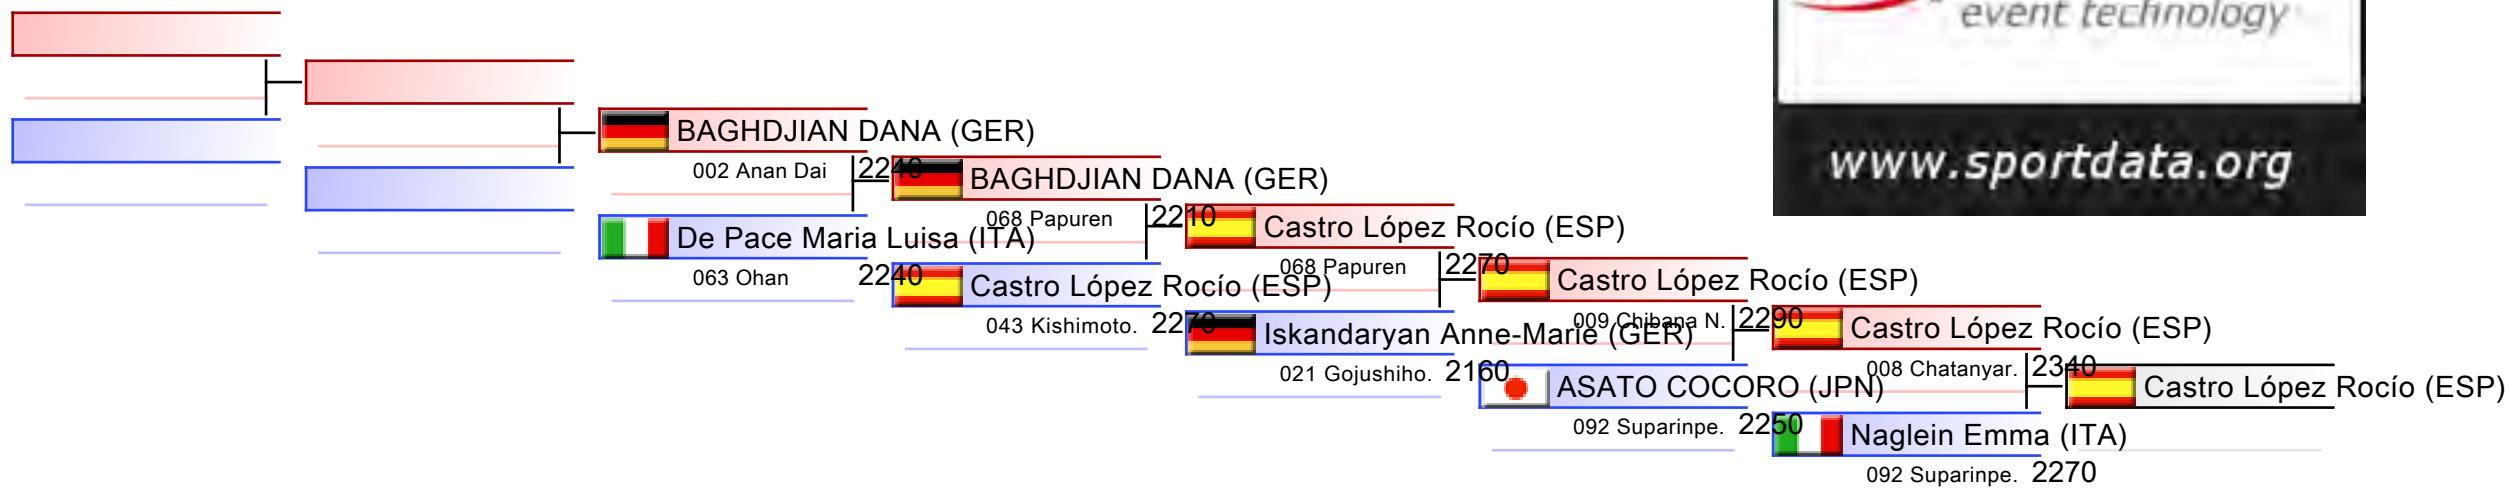 event technology
www.sportdata.org
BAGHDJIAN DANA (GER)
002 Anan Dai 2240
De Pace Maria Luisa (ITA)
063 Ohan 2240
BAGHDJIAN DANA (GER)
068 Papuren 2210
Castro López Rocío (ESP)
043 Kishimoto. 2270
Castro López Rocío (ESP)
068 Papuren 2270
Iskandaryan Anne-Marie (GER)
021 Gojushiho. 2160
Castro López Rocío (ESP)
009 Chibana N. 2290
ASATO COCORO (JPN)
092 Suparinpe. 2250
Castro López Rocío (ESP)
008 Chatanyar. 2340
Naglein Emma (ITA)
092 Suparinpe. 2270
Castro López Rocío (ESP)